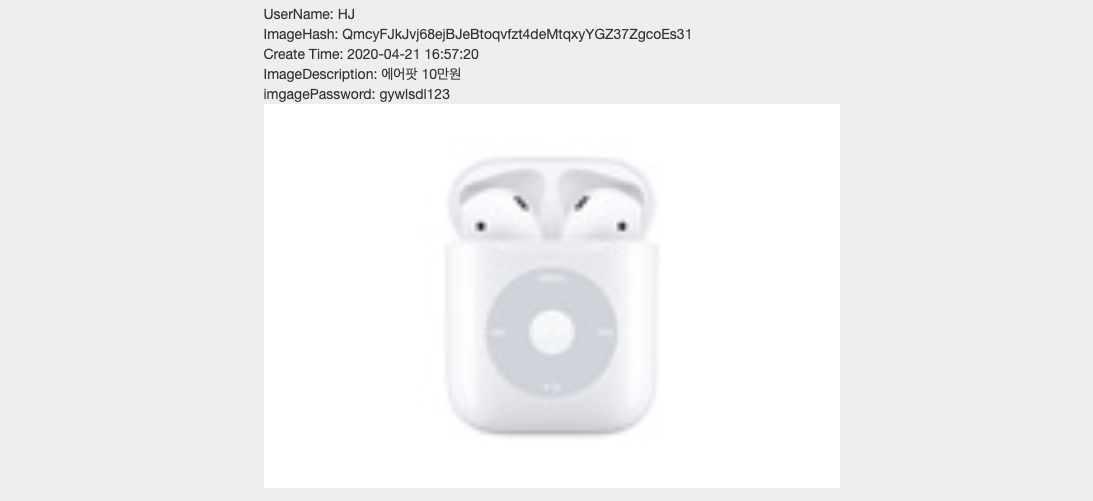 UserName: HJ
ImageHash: QmcyFJkJvj68ejBJeBtoqvfzt4deMtqxyYGZ37ZgcoEs31
Create Time: 2020-04-21 16:57:20
ImageDescription: 에어팟 10만원
imgagePassword: gywlsdl123